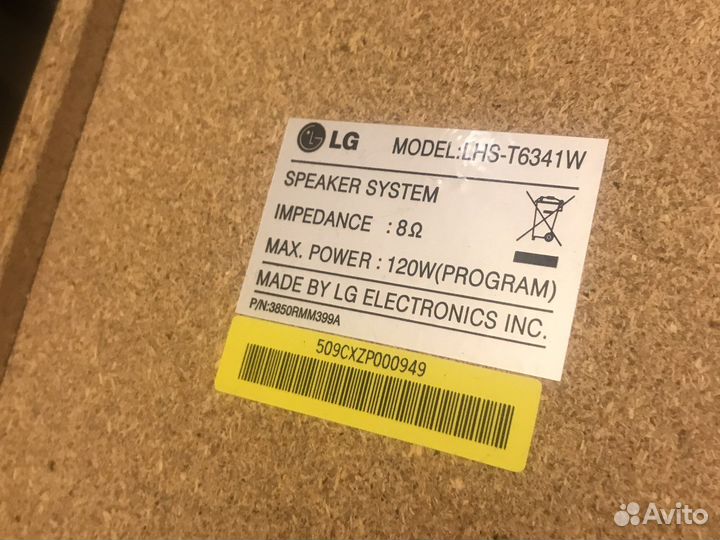 LG MODEL:LHS-T6341W
SPEAKER SYSTEM
IMPEDANCE : 8Ω
MAX. POWER : 120W(PROGRAM)
MADE BY LG ELECTRONICS INC.
P/N:3850RMM399A
509CXZP000949
Avito